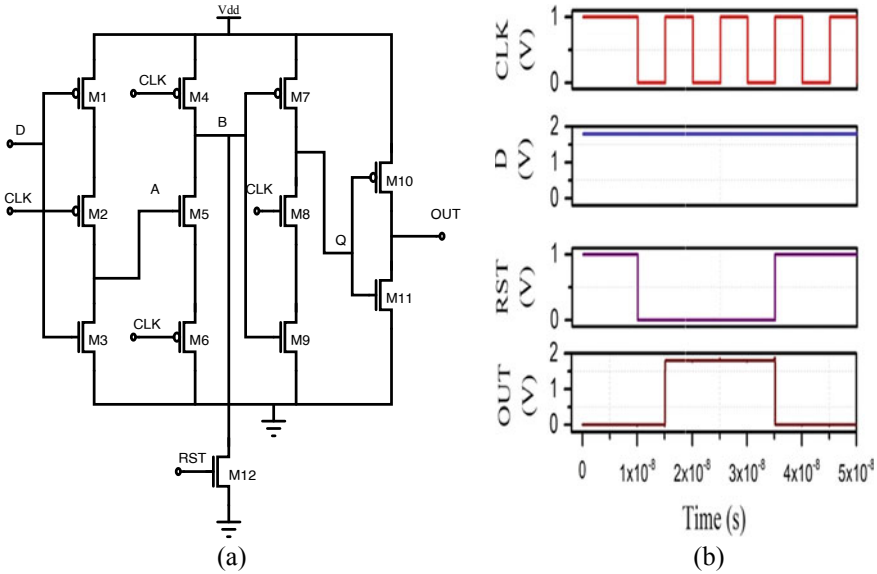 Vdd
CLK
M1
M4
M7
D
B
M10
CLK
A
CLK
M2
M5
M8
OUT
Q
CLK
M11
M3
M6
M9
RST
M12
(a)
CLK
(V)
1
0
D
(V)
2
1
0
RST
(V)
1
0
OUT
(V)
2
1
0
0
1x10⁻⁸
2x10⁻⁸
3x10⁻⁸
4x10⁻⁸
5x10⁻⁸
Time (s)
(b)